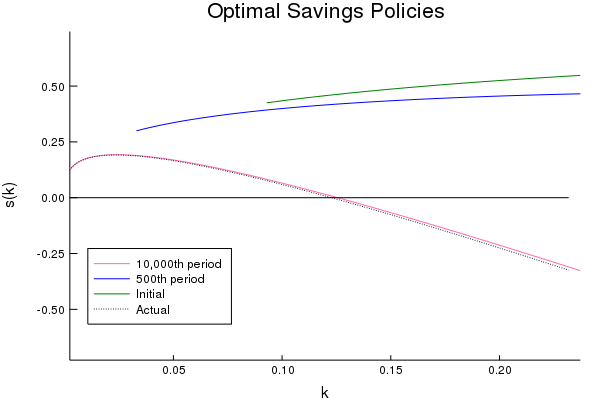 Optimal Savings Policies
s(k)
0.50
0.25
0.00
-0.25
-0.50
10,000th period
500th period
Initial
Actual
0.05
0.10
0.15
0.20
k